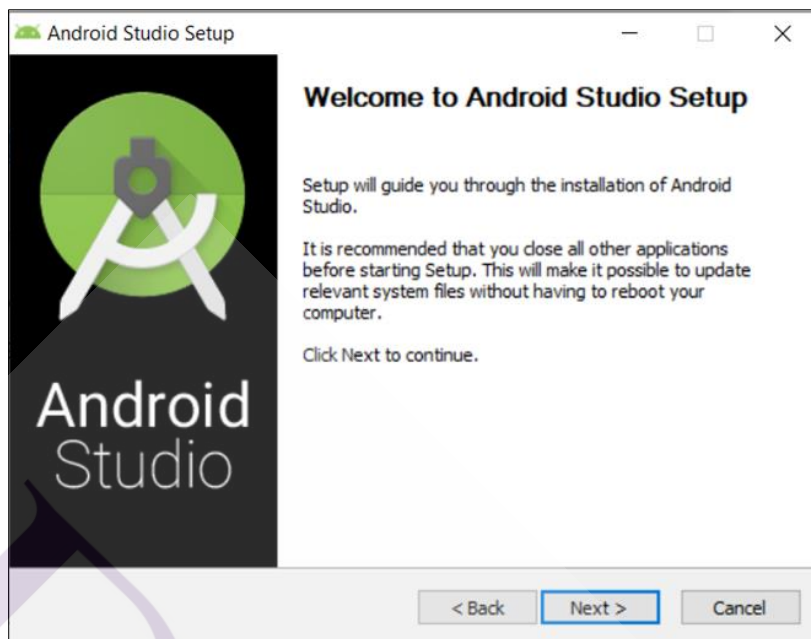 Android Studio Setup
Welcome to Android Studio Setup
Setup will guide you through the installation of Android
Studio.
It is recommended that you close all other applications
before starting Setup. This will make it possible to update
relevant system files without having to reboot your
computer.
Click Next to continue.
Android
Studio
< Back
Next >
Cancel